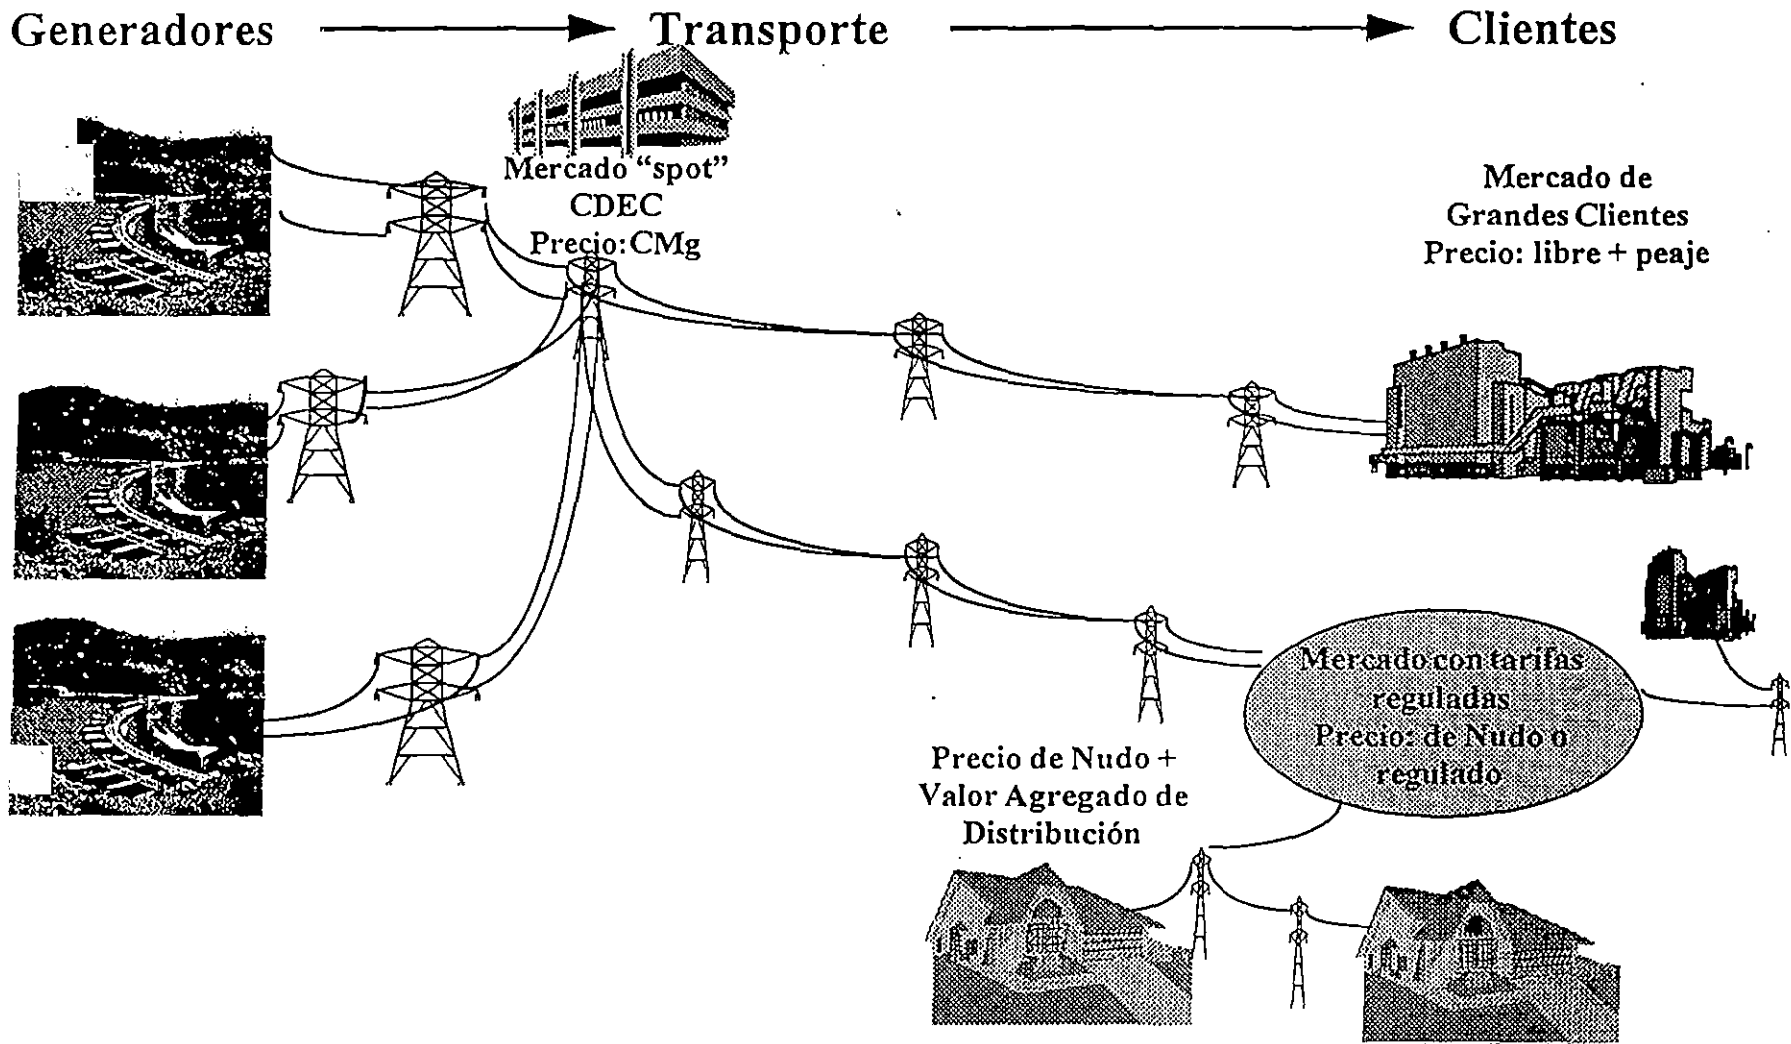 Generadores
Transporte
Clientes
Mercado “spot”
CDEC
Precio: CMg
Mercado de
Grandes Clientes
Precio: libre + peaje
Mercado con tarifas
reguladas
Precio: de Nudo o
regulado
Precio de Nudo +
Valor Agregado de
Distribución